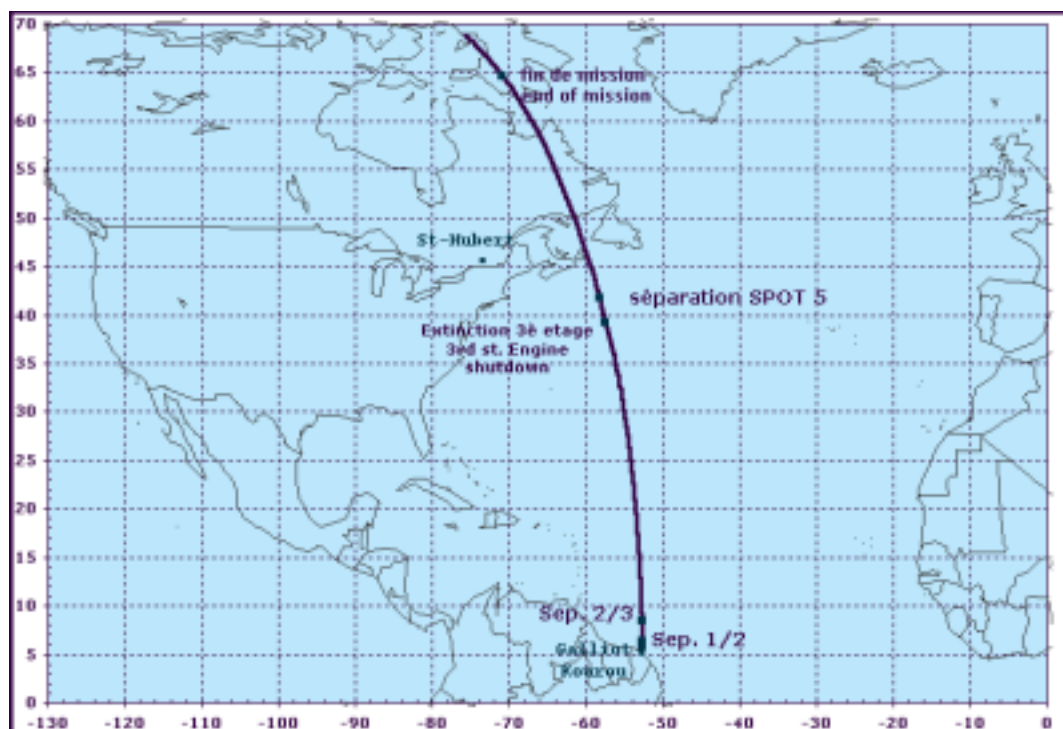 70
65
60
55
50
45
40
35
30
25
20
15
10
5
0
fin de mission
end of mission
St-Hubert
séparation SPOT 5
Extinction 3è etage
3rd st. Engine
shutdown
Sep. 2/3
Sep. 1/2
Galliot
Kourou
-130 -120 -110 -100 -90 -80 -70 -60 -50 -40 -30 -20 -10 0